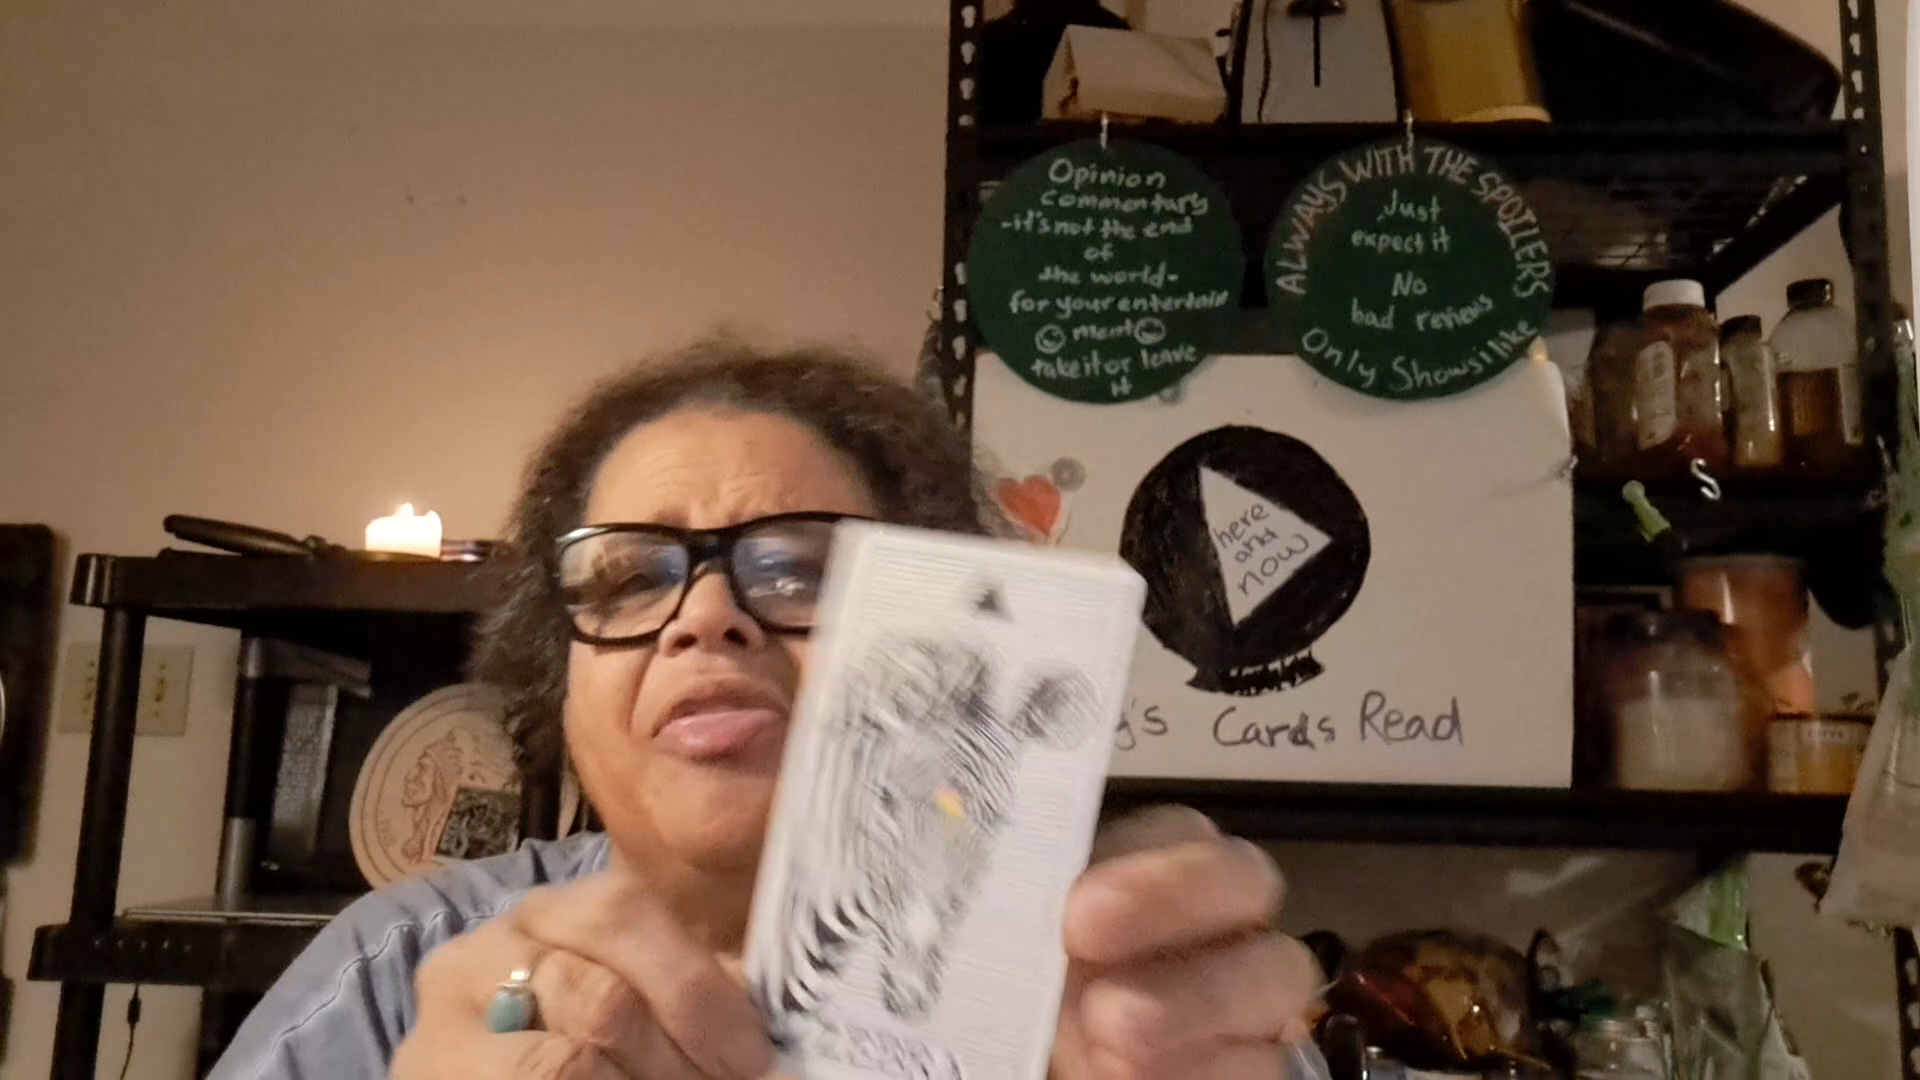 Opinion
Commentary
-it's not the end
of
the world-
for your entertain
ment
take it or leave
it
ALWAYS WITH THE SPOILERS
Just
expect it
No
bad reviews
Only Shows i like
here
and
now
y's Cards Read